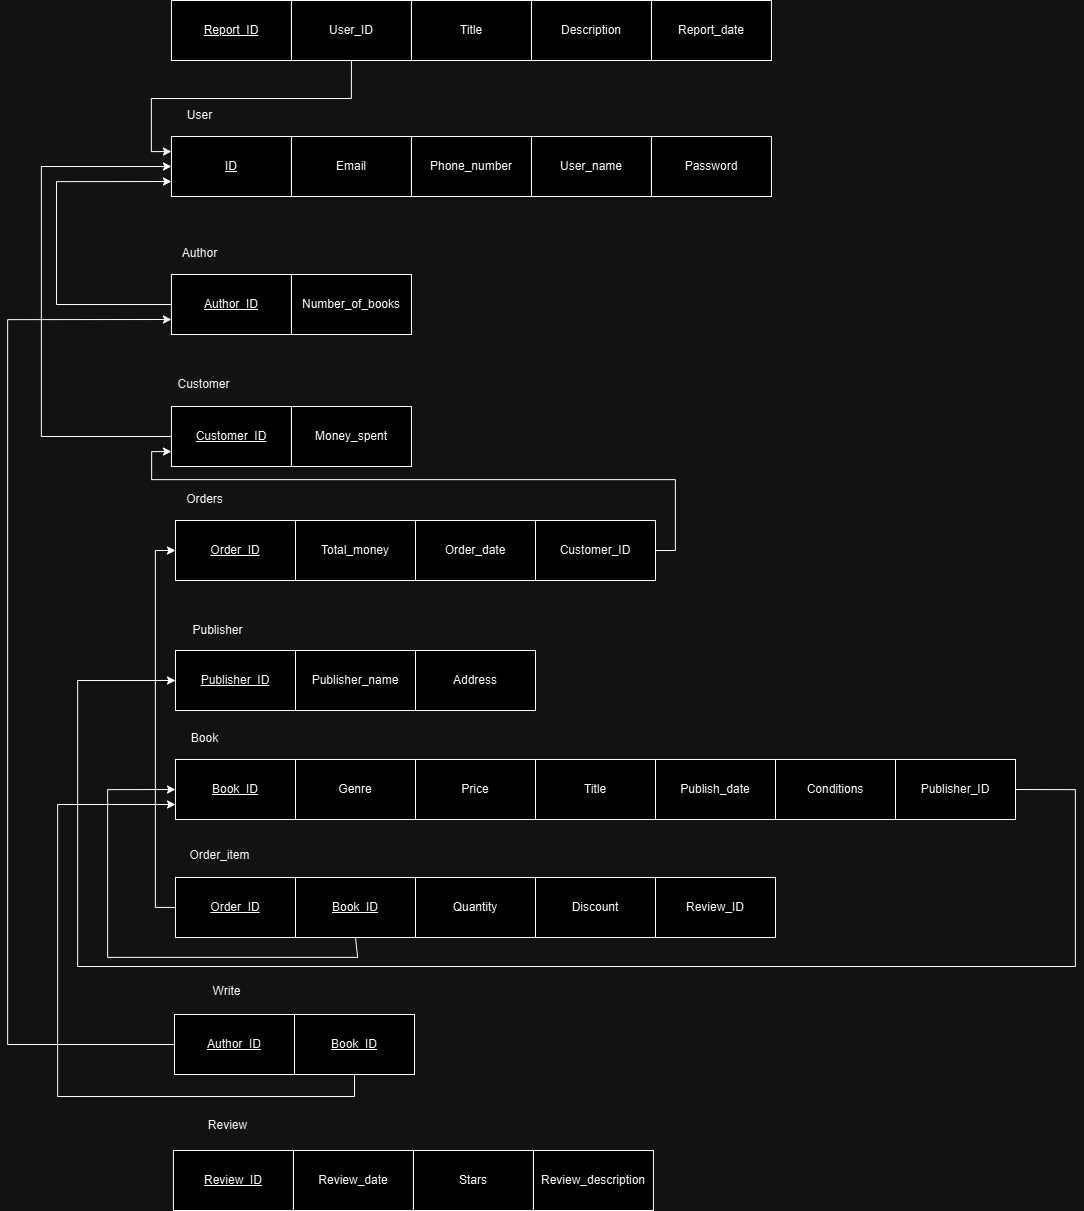 Report_ID User_ID Title Description Report_date
User
ID Email Phone_number User_name Password
Author
Author_ID Number_of_books
Customer
Customer_ID Money_spent
Orders
Order_ID Total_money Order_date Customer_ID
Publisher
Publisher_ID Publisher_name Address
Book
Book_ID Genre Price Title Publish_date Conditions Publisher_ID
Order_item
Order_ID Book_ID Quantity Discount Review_ID
Write
Author_ID Book_ID
Review
Review_ID Review_date Stars Review_description